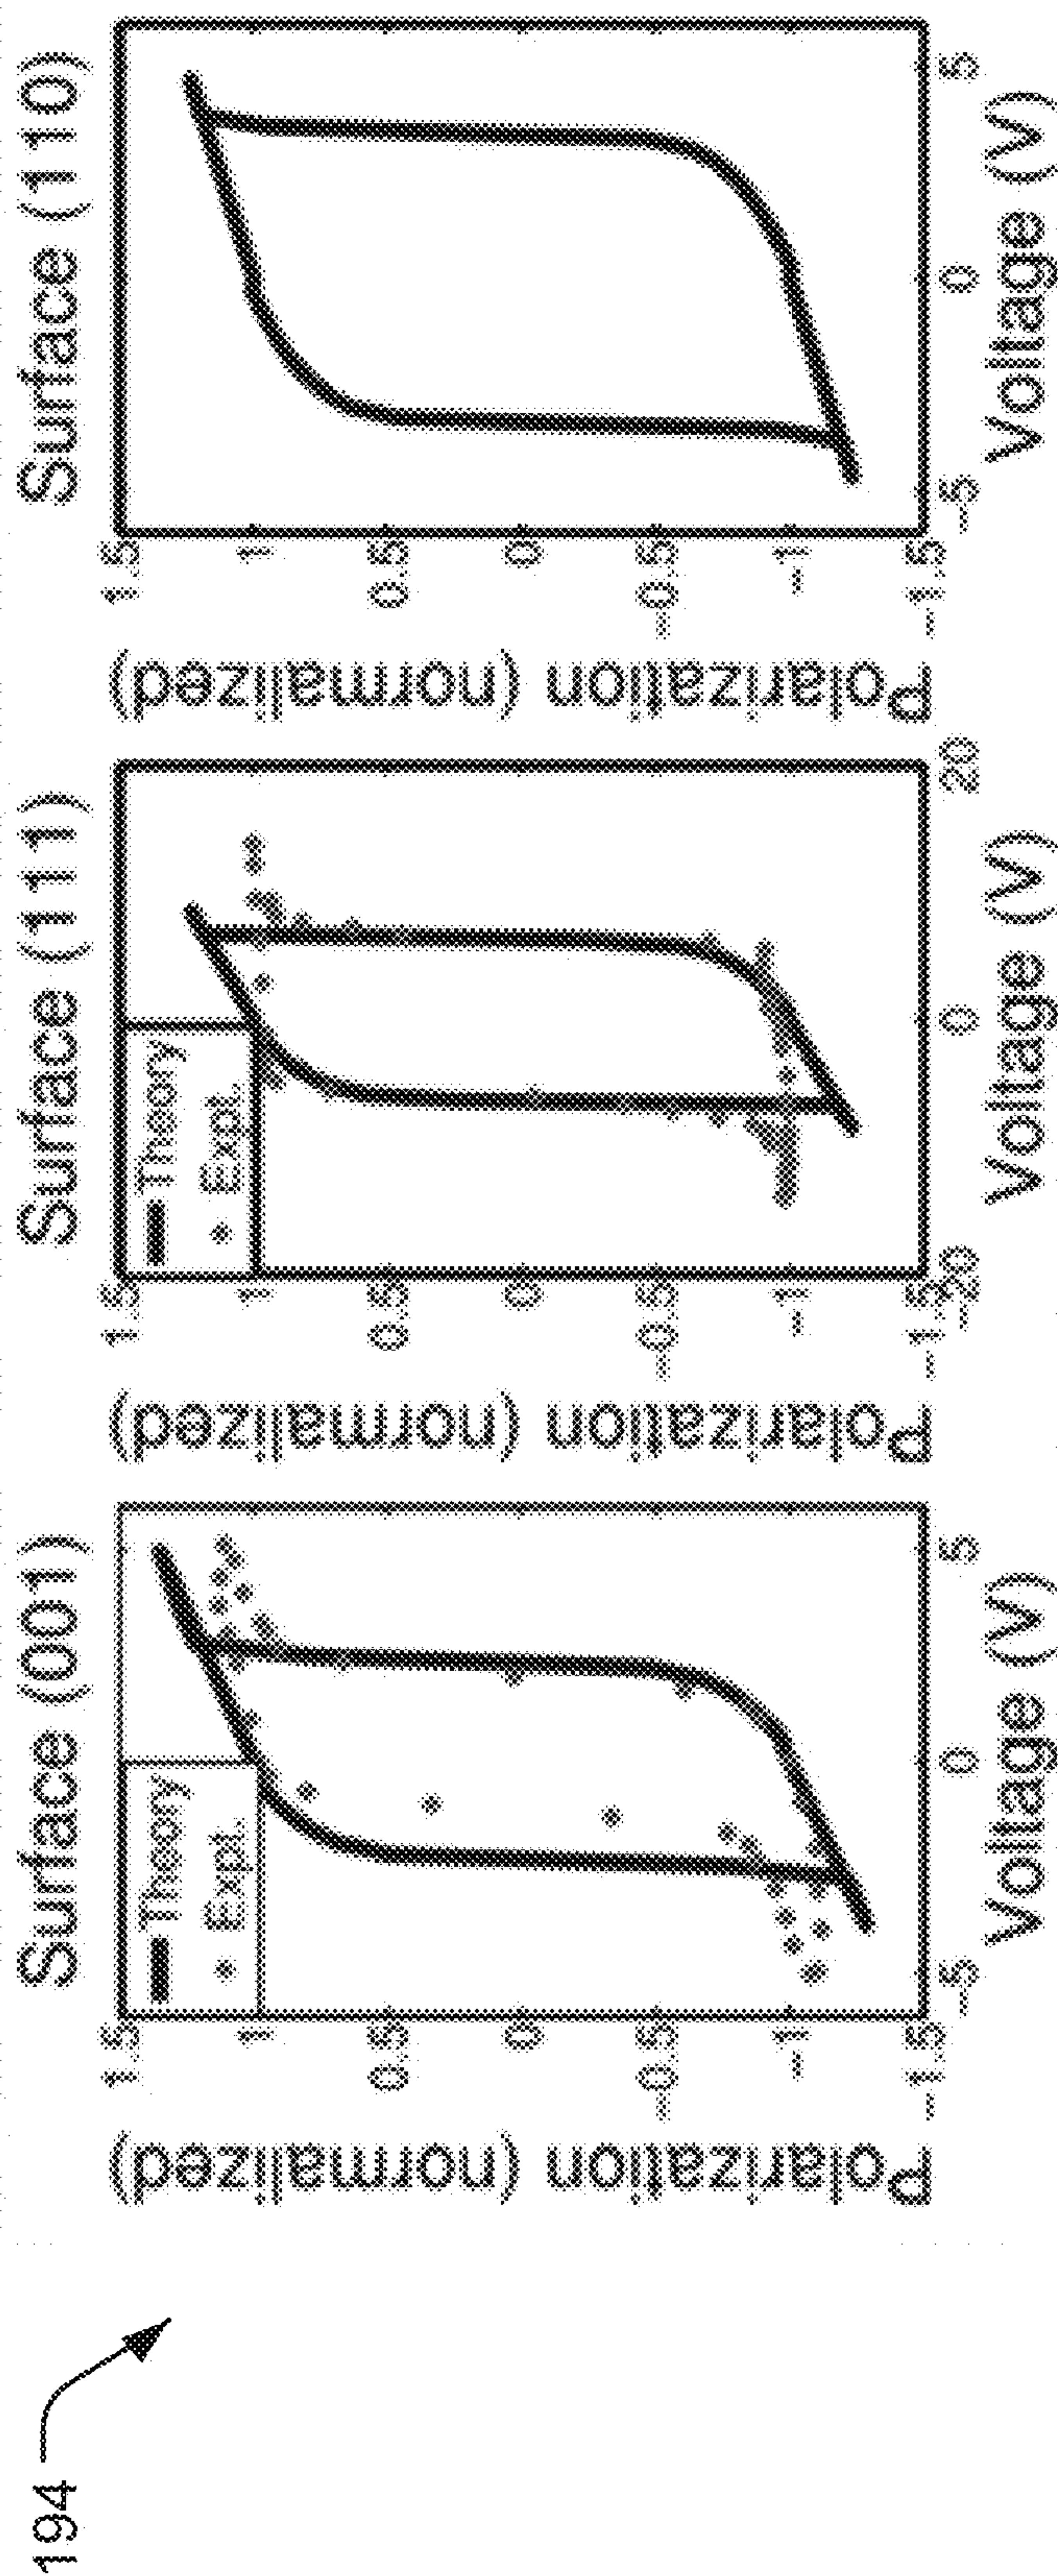 194
Surface (001)
Polarization (normalized)
1.5
1
0.5
0
−0.5
−1
−1.5
Theory
Expt.
−5
0
5
Voltage (V)
Surface (111)
Polarization (normalized)
1.5
1
0.5
0
−0.5
−1
−1.5
Theory
Expt.
−20
0
20
Voltage (V)
Surface (110)
Polarization (normalized)
1.5
1
0.5
0
−0.5
−1
−1.5
−5
0
5
Voltage (V)